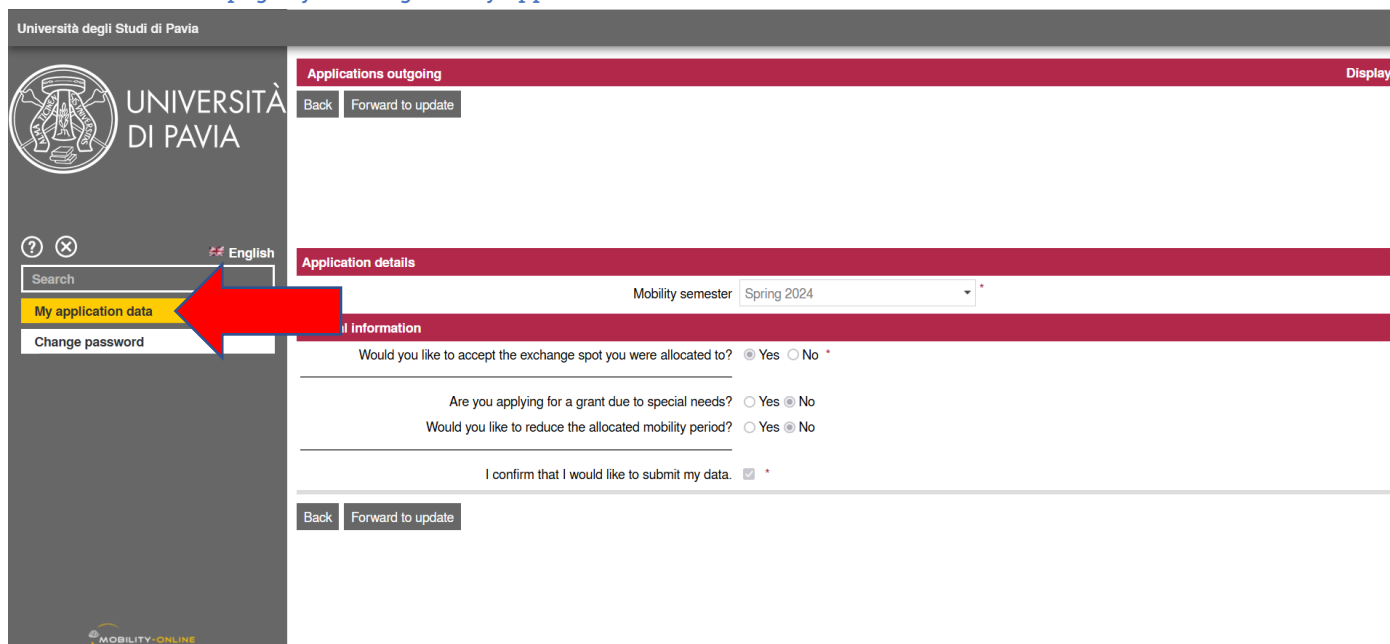 Università degli Studi di Pavia
UNIVERSITÀ
DI PAVIA
English
Search
My application data
Change password
MOBILITY-ONLINE
Applications outgoing Display
Back Forward to update
Application details
Mobility semester Spring 2024 *
information
Would you like to accept the exchange spot you were allocated to? Yes No *
Are you applying for a grant due to special needs? Yes No
Would you like to reduce the allocated mobility period? Yes No
I confirm that I would like to submit my data. *
Back Forward to update